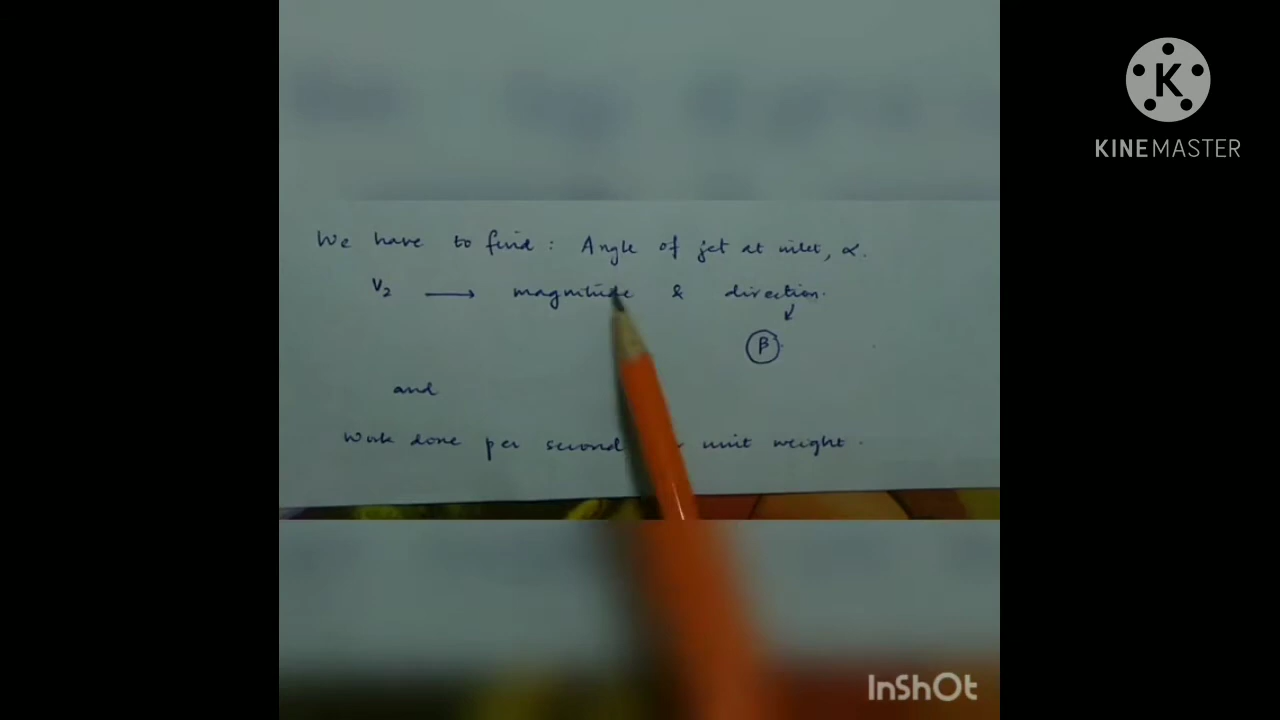 We have to find : Angle of jet at inlet, α.
V2 → magnitude & direction.
β
and
Work done per second unit weight.
K
KINEMASTER
InShOt